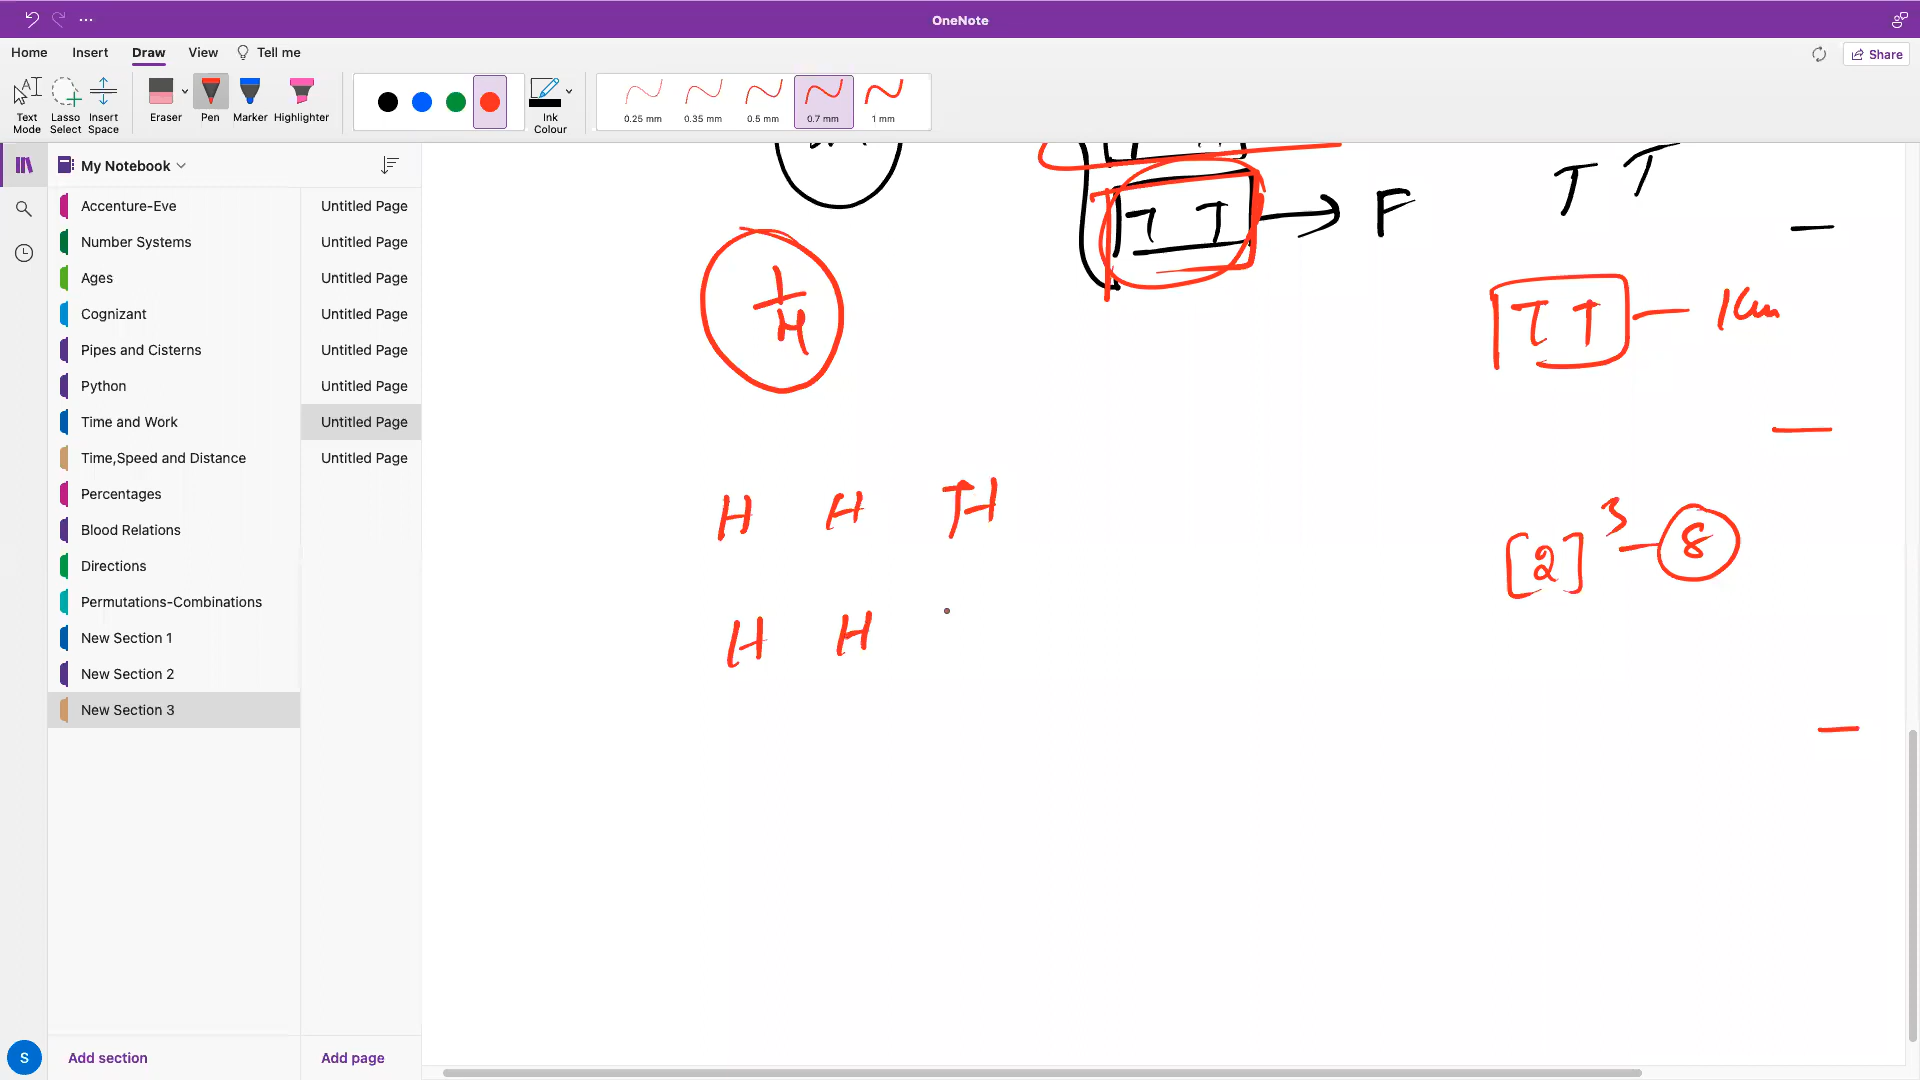 OneNote
Home Insert Draw View Tell me
Share
Text Mode
Lasso Select
Insert Space
Eraser
Pen
Marker
Highlighter
Ink Colour
0.25 mm
0.35 mm
0.5 mm
0.7 mm
1 mm
My Notebook
Accenture-Eve
Number Systems
Ages
Cognizant
Pipes and Cisterns
Python
Time and Work
Time,Speed and Distance
Percentages
Blood Relations
Directions
Permutations-Combinations
New Section 1
New Section 2
New Section 3
Add section
Untitled Page
Untitled Page
Untitled Page
Untitled Page
Untitled Page
Untitled Page
Untitled Page
Untitled Page
Add page
S
T T F
T T
T T
1/4
H H
[2]³ 8
H H